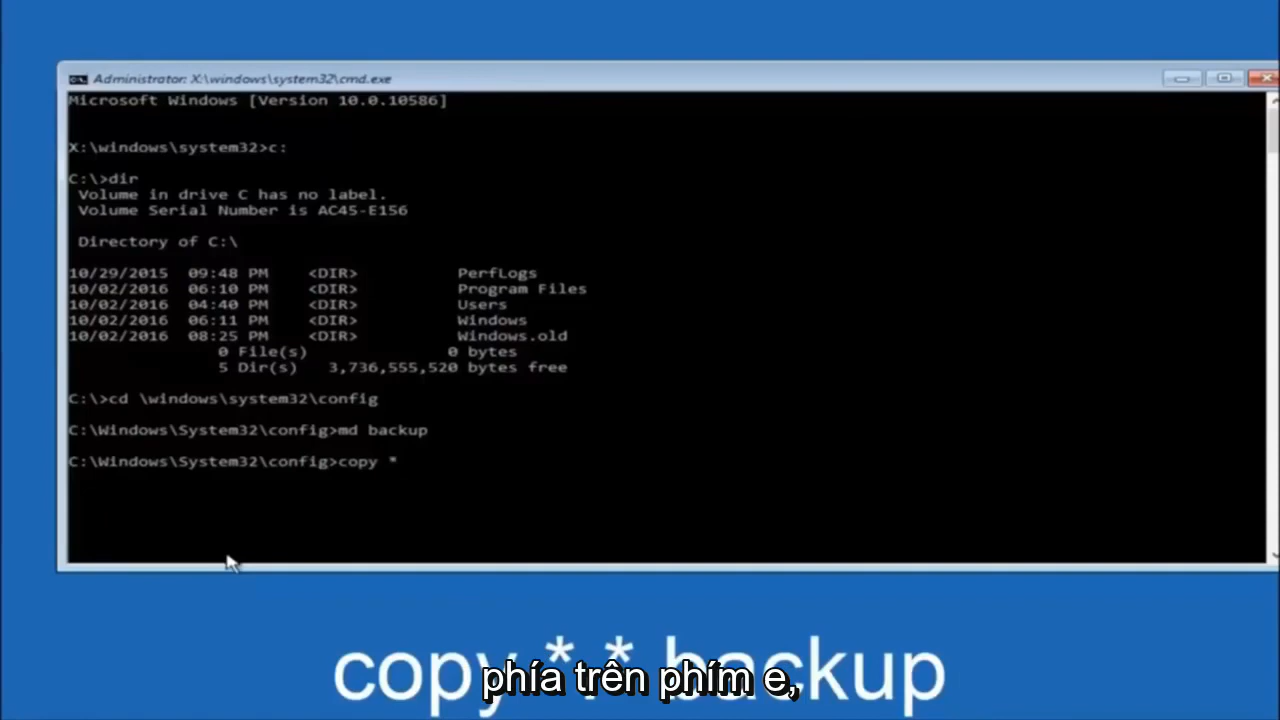 Administrator: X:\windows\system32\cmd.exe
Microsoft Windows [Version 10.0.10586]
X:\windows\system32>c:
C:\>dir
Volume in drive C has no label.
Volume Serial Number is AC45-E156
Directory of C:\
10/29/2015 09:48 PM <DIR> PerfLogs
10/02/2016 06:10 PM <DIR> Program Files
10/02/2016 04:40 PM <DIR> Users
10/02/2016 06:11 PM <DIR> Windows
10/02/2016 08:25 PM <DIR> Windows.old
0 File(s) 0 bytes
5 Dir(s) 3,736,555,520 bytes free
C:\>cd \windows\system32\config
C:\Windows\System32\config>md backup
C:\Windows\System32\config>copy *
copy *.* backup
phía trên phím e,